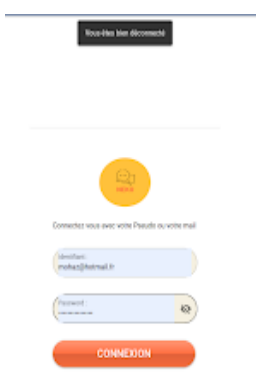 Vous-êtes bien déconnecté
Connectez vous avec votre Pseudo ou votre mail
Identifiant
mohaz@hotmail.fr
Password
CONNEXION